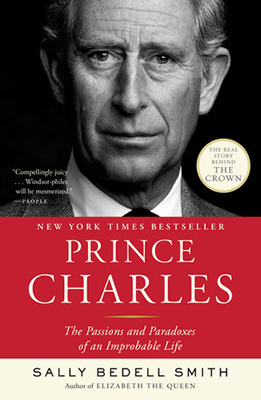 "Compellingly juicy
. . . Windsor-philes
will be mesmerized."
—PEOPLE
THE REAL
STORY
BEHIND
THE
CROWN
NEW YORK TIMES BESTSELLER
PRINCE
CHARLES
The Passions and Paradoxes
of an Improbable Life
SALLY BEDELL SMITH
Author of ELIZABETH THE QUEEN